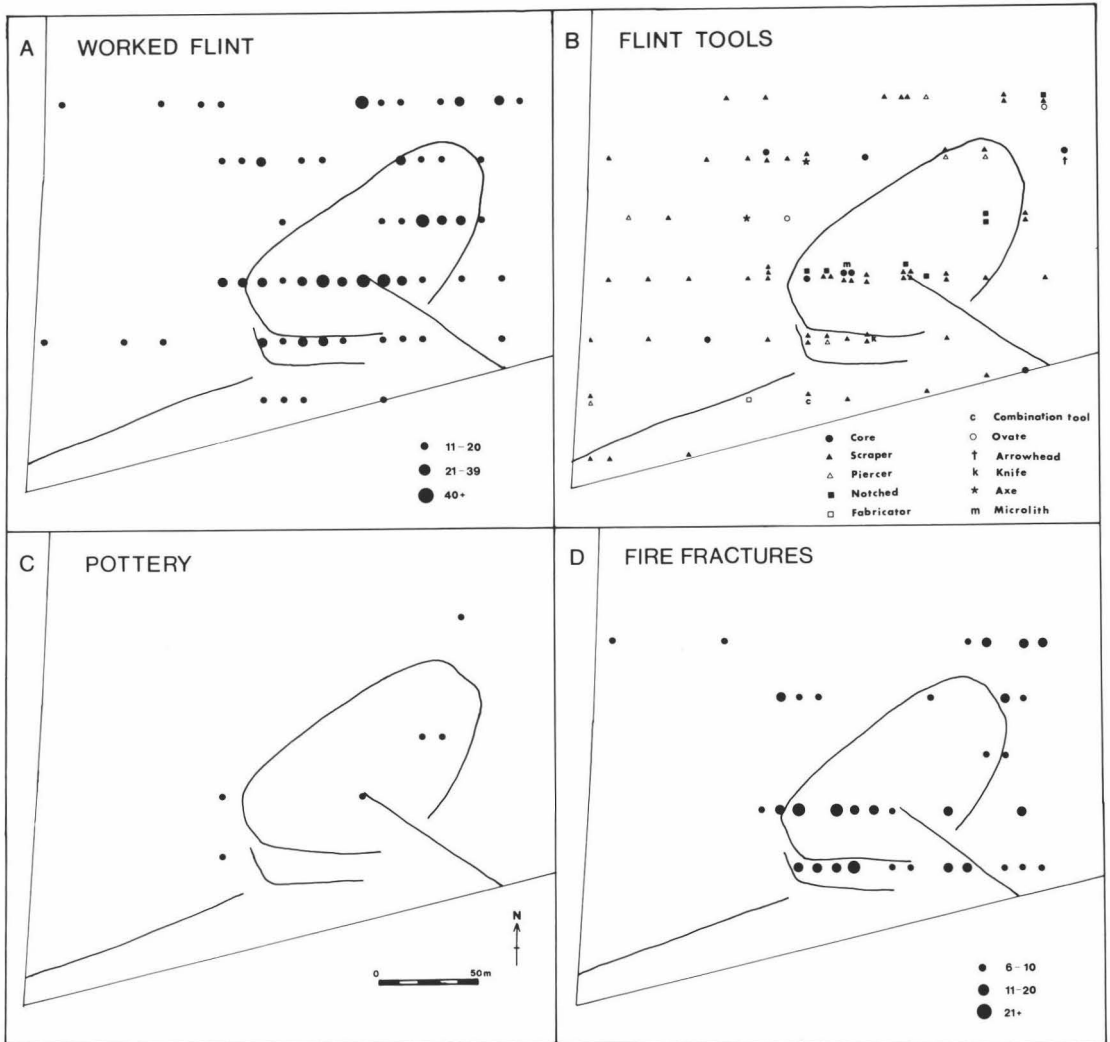 A WORKED FLINT
11–20
21–39
40+
B FLINT TOOLS
m
k
c
Core
Scraper
Piercer
Notched
Fabricator
c Combination tool
Ovate
Arrowhead
k Knife
Axe
m Microlith
C POTTERY
N
0 50m
D FIRE FRACTURES
6–10
11–20
21+